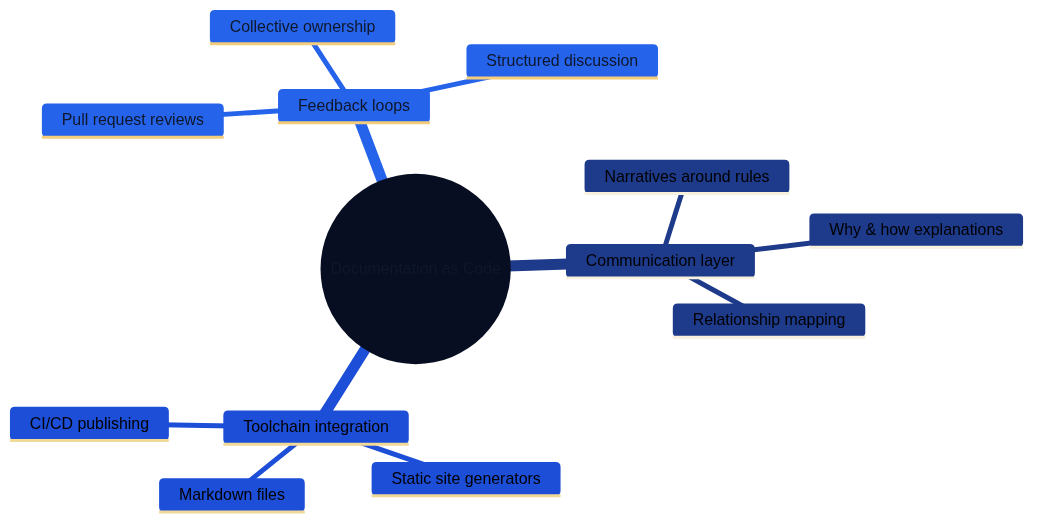 Collective ownership
Structured discussion
Feedback loops
Pull request reviews
Narratives around rules
Why & how explanations
Communication layer
Documentation as Code
Relationship mapping
CI/CD publishing
Toolchain integration
Static site generators
Markdown files